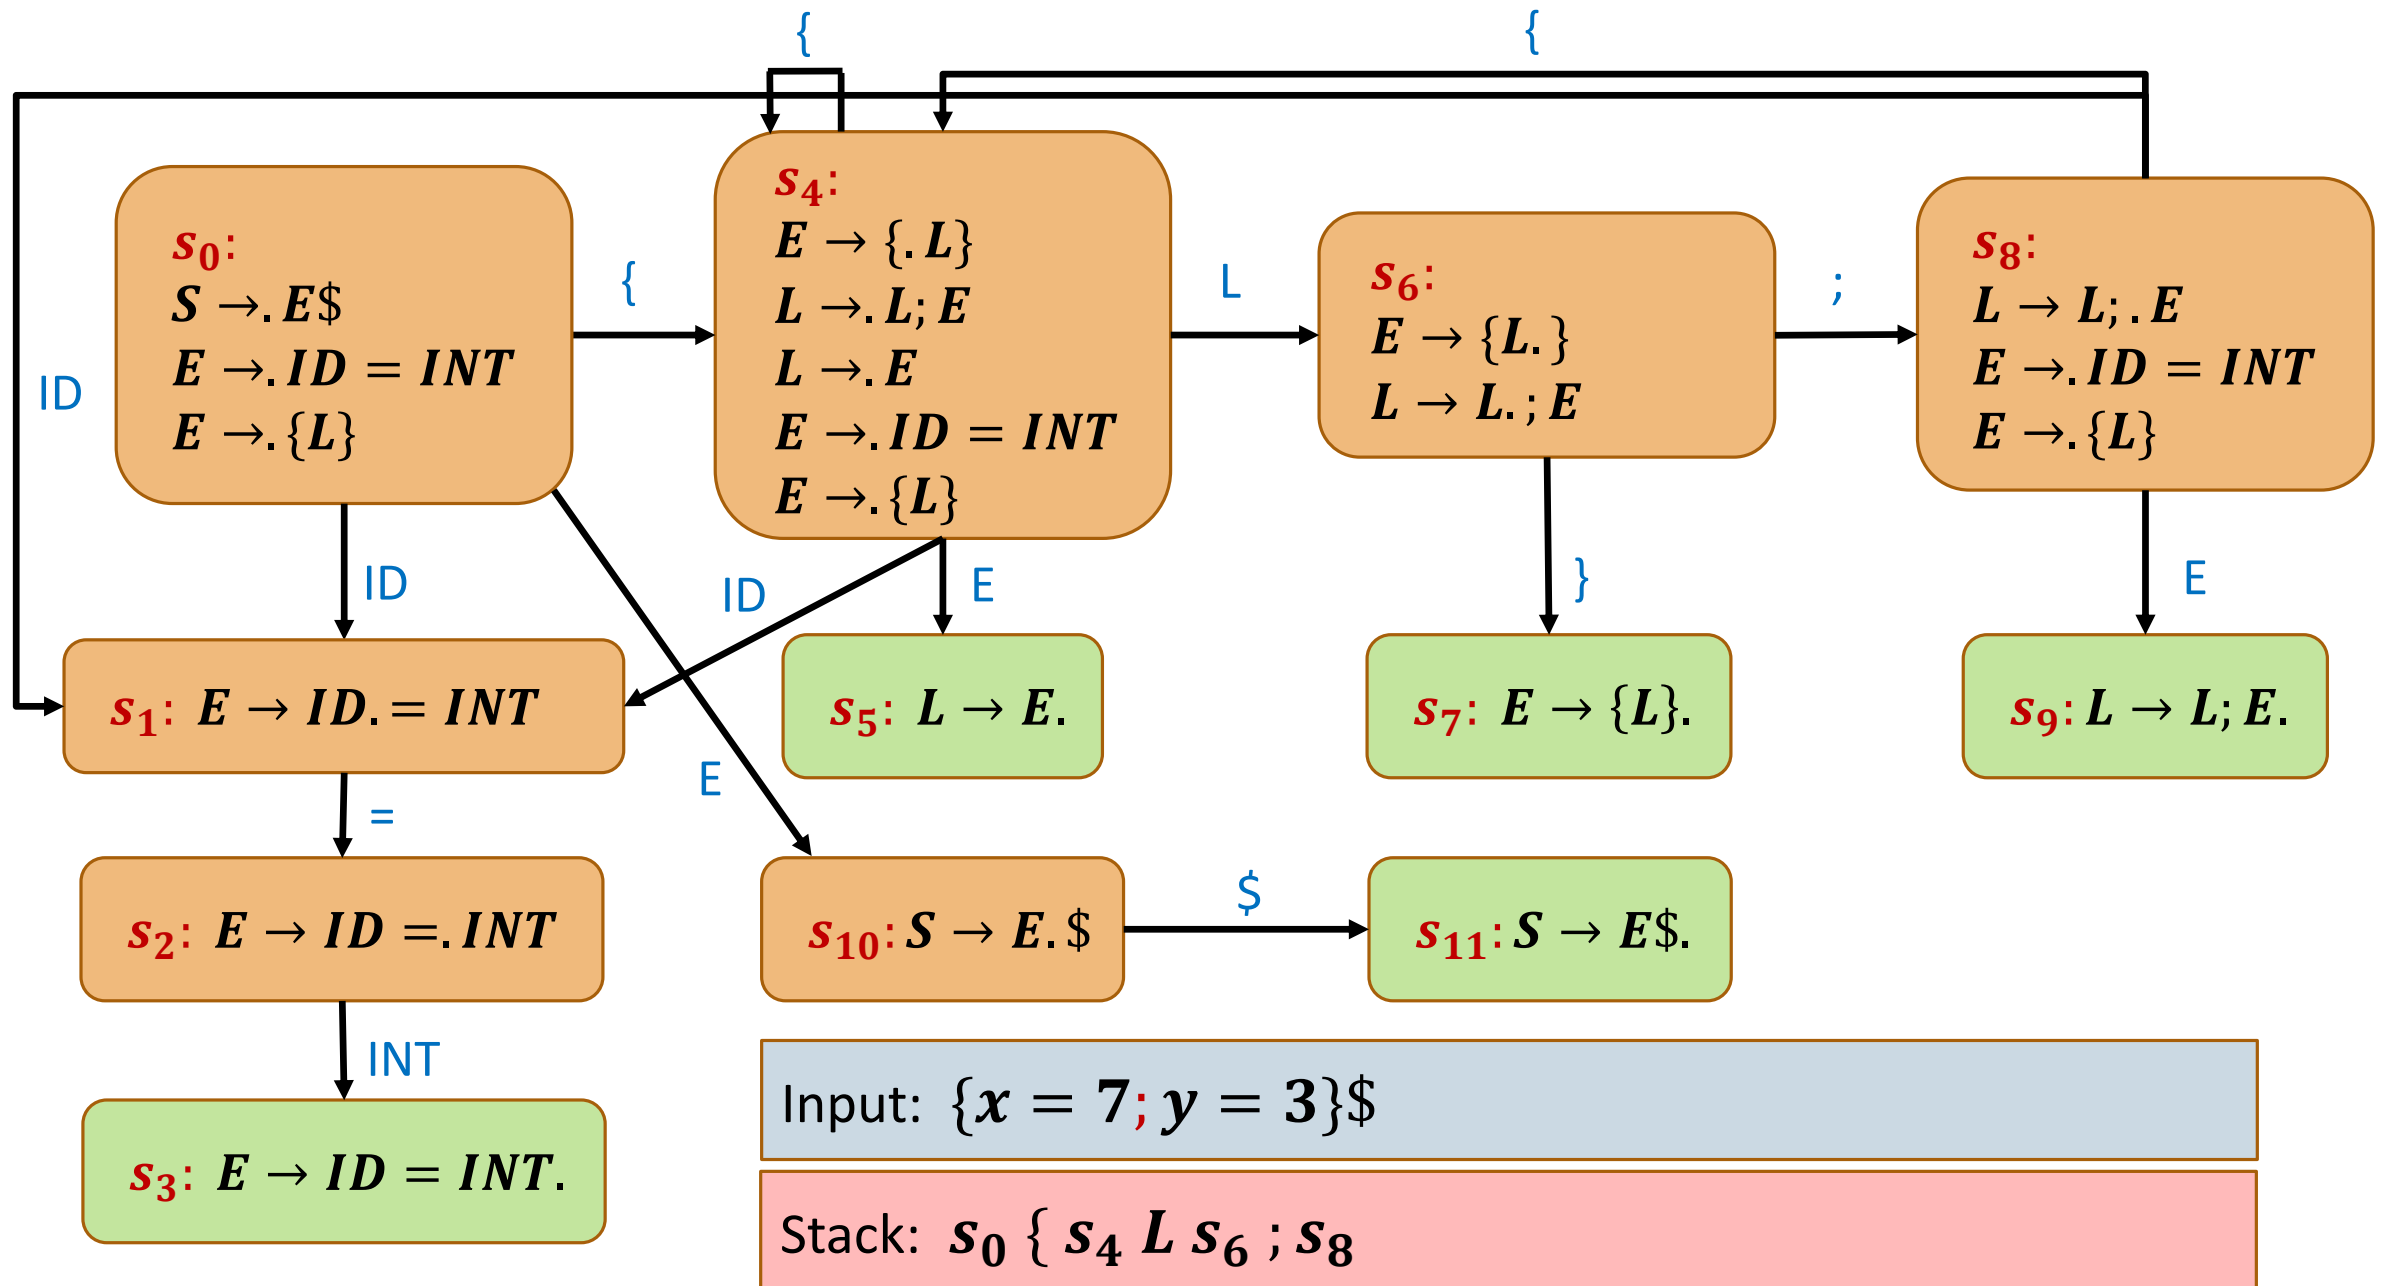 {
{
s₀:
S →. E$
E →. ID = INT
E →. {L}
{
s₄:
E → {. L}
L →. L; E
L →. E
E →. ID = INT
E →. {L}
L
s₆:
E → {L. }
L → L. ; E
;
s₈:
L → L; . E
E →. ID = INT
E →. {L}
ID
ID
ID
E
}
E
s₁: E → ID. = INT
s₅: L → E.
s₇: E → {L}.
s₉: L → L; E.
=
E
s₂: E → ID =. INT
s₁₀: S → E. $
$
s₁₁: S → E$.
INT
s₃: E → ID = INT.
Input: {x = 7; y = 3}$
Stack: s₀ { s₄ L s₆ ; s₈